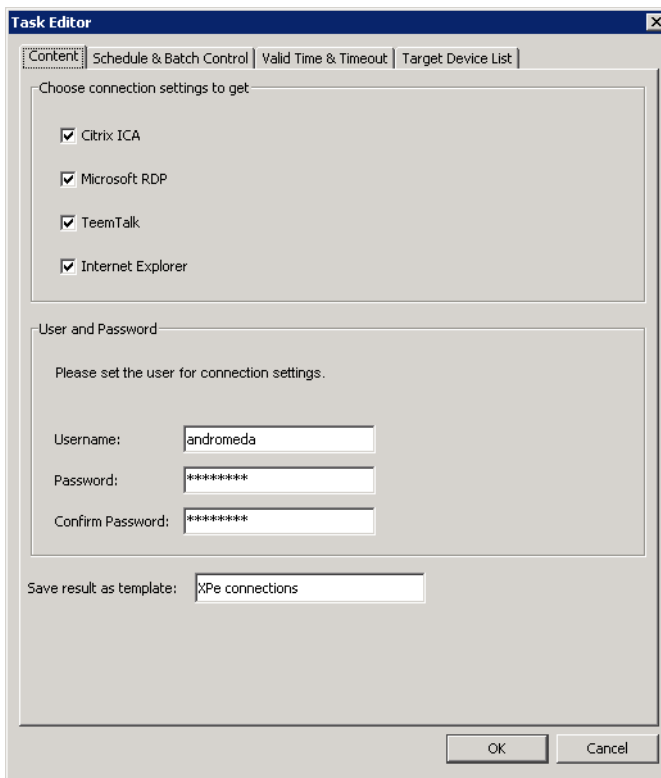 Task Editor
Content Schedule & Batch Control Valid Time & Timeout Target Device List
Choose connection settings to get
Citrix ICA
Microsoft RDP
TeemTalk
Internet Explorer
User and Password
Please set the user for connection settings.
Username: andromeda
Password: ********
Confirm Password: ********
Save result as template: XPe connections
OK Cancel